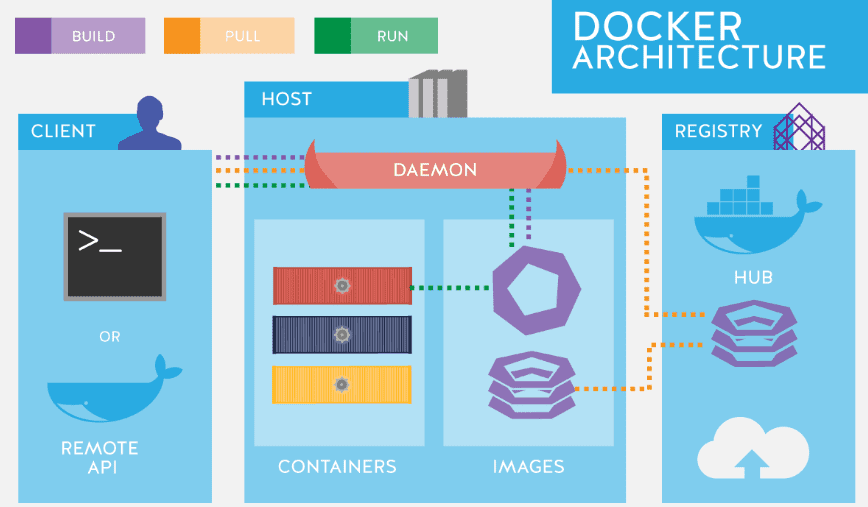 BUILD
PULL
RUN
DOCKER
ARCHITECTURE
CLIENT
HOST
REGISTRY
DAEMON
>_
OR
REMOTE
API
CONTAINERS
IMAGES
HUB